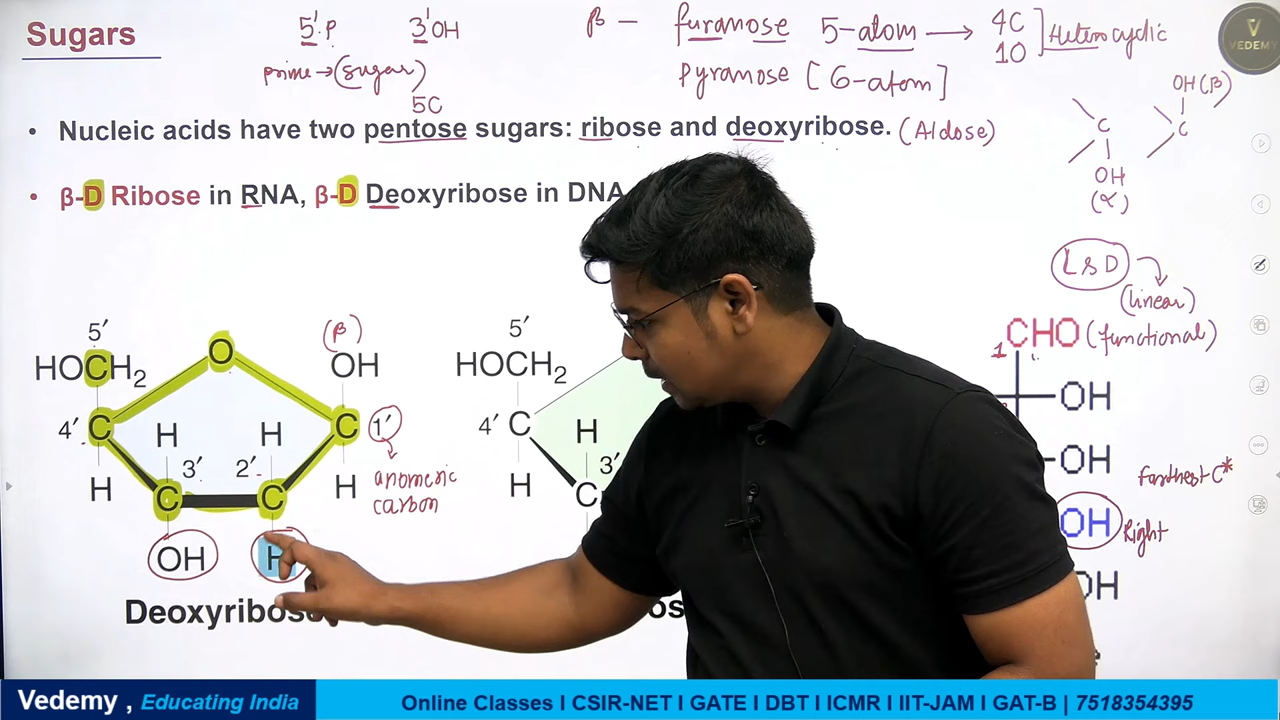 Sugars
5'P 3'OH
prime → (sugar)
5C
β – furanose 5-atom → 4C
1O
Heterocyclic
pyranose [6-atom]
V
VEDEMY
• Nucleic acids have two pentose sugars: ribose and deoxyribose. (Aldose)
• β-D Ribose in RNA, β-D Deoxyribose in DNA
OH(β)
C C
OH
(α)
L & D
(linear)
1 CHO (functional)
OH
OH
farthest C*
OH Right
OH
5′
HOCH2
O
(β)
OH
4′ C
H H
C 1′
3′ 2′
H
C C
H
anomeric
carbon
OH H
Deoxyribose
5′
HOCH2
4′ C
H
3′
H
C
os
Vedemy , Educating India
Online Classes I CSIR-NET I GATE I DBT I ICMR I IIT-JAM I GAT-B | 7518354395